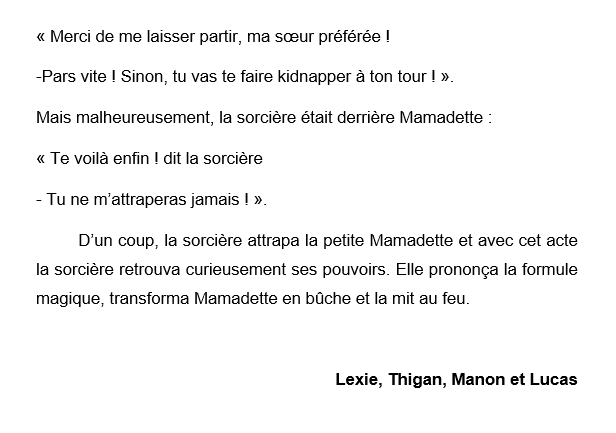 « Merci de me laisser partir, ma sœur préférée !
-Pars vite ! Sinon, tu vas te faire kidnapper à ton tour ! ».
Mais malheureusement, la sorcière était derrière Mamadette :
« Te voilà enfin ! dit la sorcière
- Tu ne m’attraperas jamais ! ».
D’un coup, la sorcière attrapa la petite Mamadette et avec cet acte
la sorcière retrouva curieusement ses pouvoirs. Elle prononça la formule
magique, transforma Mamadette en bûche et la mit au feu.
Lexie, Thigan, Manon et Lucas